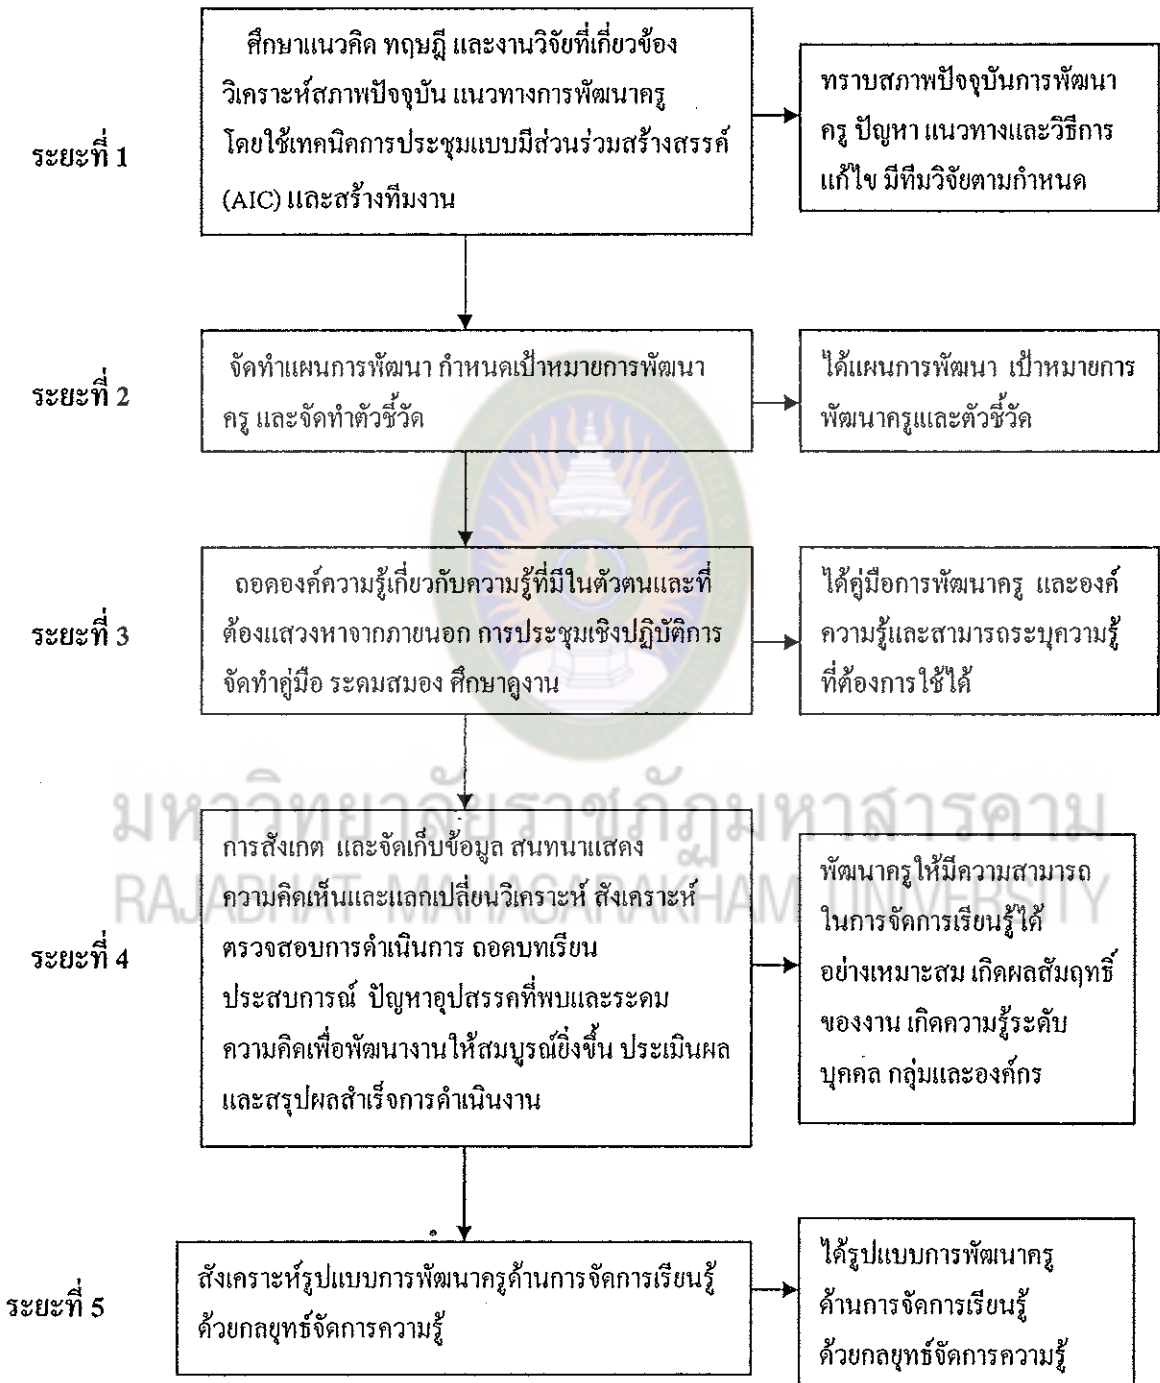 ระยะที่ 1
ศึกษาแนวคิด ทฤษฎี และงานวิจัยที่เกี่ยวข้อง
วิเคราะห์สภาพปัจจุบัน แนวทางการพัฒนาครู
โดยใช้เทคนิคการประชุมแบบมีส่วนร่วมสร้างสรรค์
(AIC) และสร้างทีมงาน
ทราบสภาพปัจจุบันการพัฒนา
ครู ปัญหา แนวทางและวิธีการ
แก้ไข มีทีมวิจัยตามกำหนด
ระยะที่ 2
จัดทำแผนการพัฒนา กำหนดเป้าหมายการพัฒนา
ครู และจัดทำตัวชี้วัด
ได้แผนการพัฒนา เป้าหมายการ
พัฒนาครูและตัวชี้วัด
ระยะที่ 3
ถอดองค์ความรู้เกี่ยวกับความรู้ที่มีในตัวตนและที่
ต้องแสวงหาจากภายนอก การประชุมเชิงปฏิบัติการ
จัดทำคู่มือ ระดมสมอง ศึกษาดูงาน
ได้คู่มือการพัฒนาครู และองค์
ความรู้และสามารถระบุความรู้
ที่ต้องการใช้ได้
มหาวิทยาลัยราชภัฏมหาสารคาม
RAJABHAT MAHASARAKHAM UNIVERSITY
ระยะที่ 4
การสังเกต และจัดเก็บข้อมูล สนทนาแสดง
ความคิดเห็นและแลกเปลี่ยนวิเคราะห์ สังเคราะห์
ตรวจสอบการดำเนินการ ถอดบทเรียน
ประสบการณ์ ปัญหาอุปสรรคที่พบและระดม
ความคิดเพื่อพัฒนางานให้สมบูรณ์ยิ่งขึ้น ประเมินผล
และสรุปผลสำเร็จการดำเนินงาน
พัฒนาครูให้มีความสามารถ
ในการจัดการเรียนรู้ได้
อย่างเหมาะสม เกิดผลสัมฤทธิ์
ของงาน เกิดความรู้ระดับ
บุคคล กลุ่มและองค์กร
ระยะที่ 5
สังเคราะห์รูปแบบการพัฒนาครูด้านการจัดการเรียนรู้
ด้วยกลยุทธ์จัดการความรู้
ได้รูปแบบการพัฒนาครู
ด้านการจัดการเรียนรู้
ด้วยกลยุทธ์จัดการความรู้